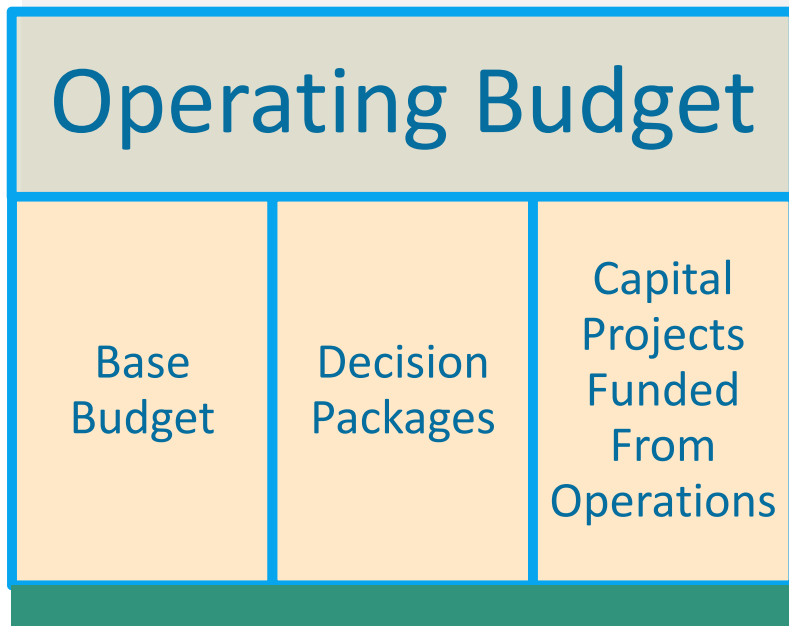 Operating Budget
Base
Budget
Decision
Packages
Capital
Projects
Funded
From
Operations